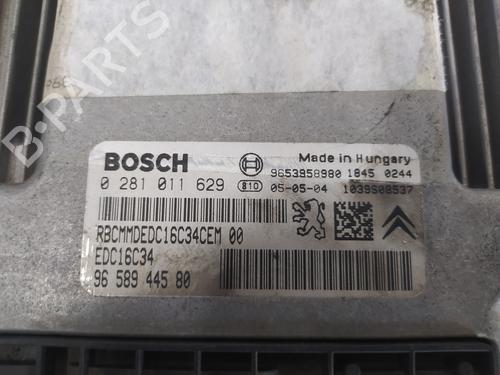 B-PARTS
BOSCH
Made in Hungary
9653958980 1845 0244
0 281 011 629 810 05-05-04 1039S08537
RBCMMDEDC16C34CEM 00
EDC16C34
96 589 445 80